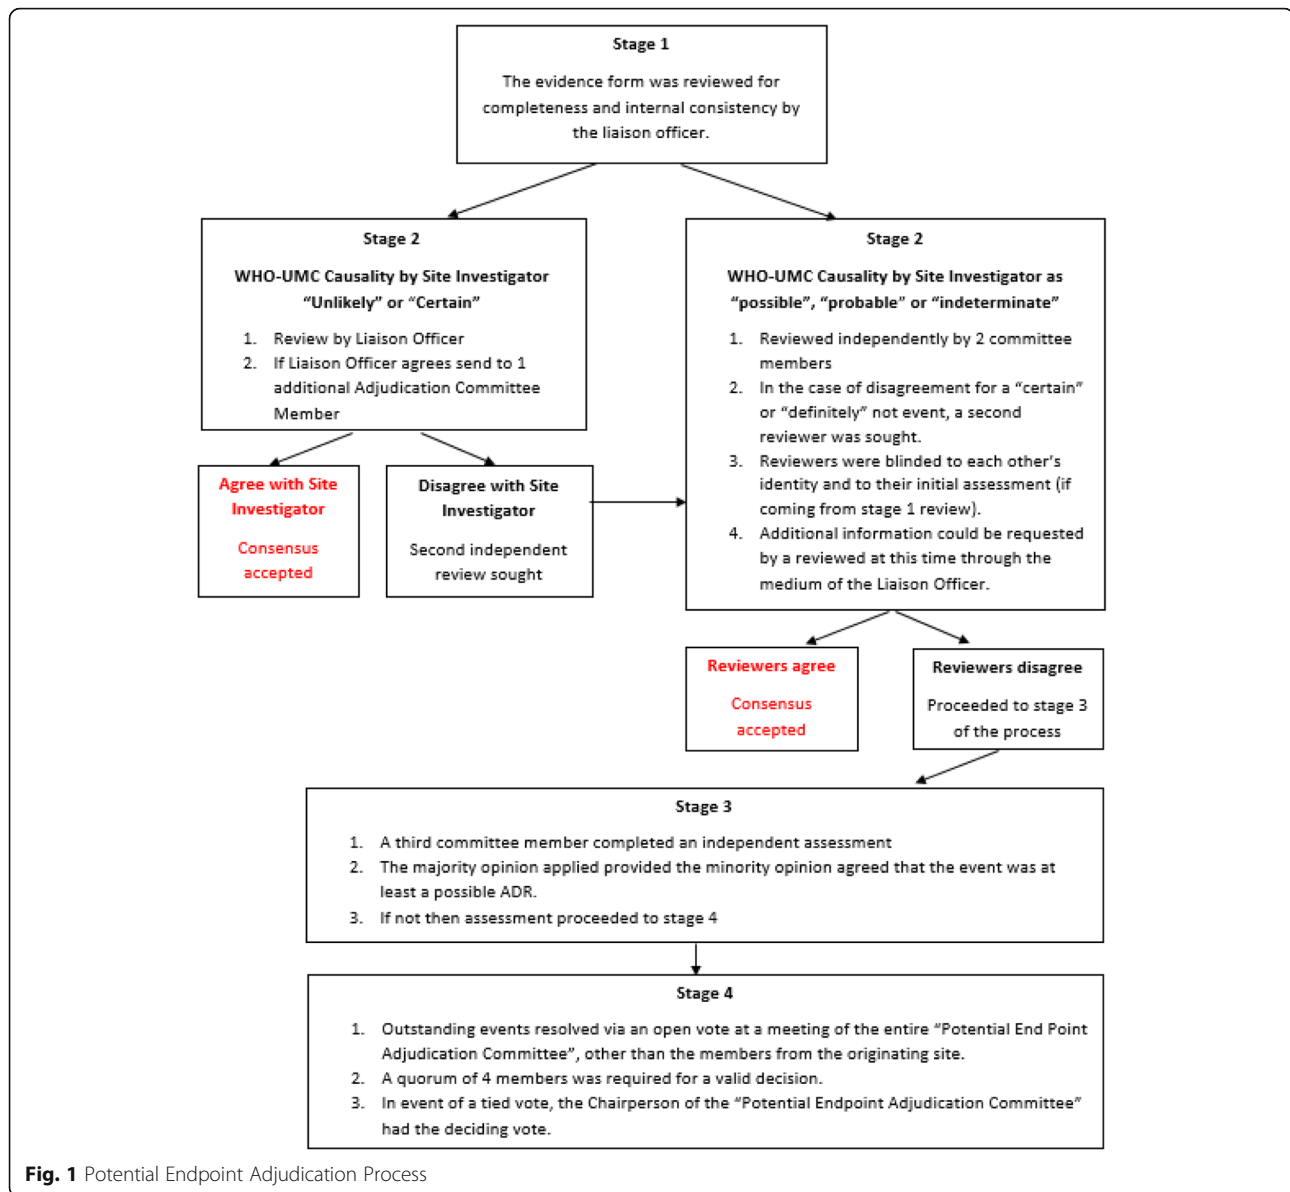 Stage 1
The evidence form was reviewed for
completeness and internal consistency by
the liaison officer.
Stage 2
WHO-UMC Causality by Site Investigator
“Unlikely” or “Certain”
1. Review by Liaison Officer
2. If Liaison Officer agrees send to 1
additional Adjudication Committee
Member
Stage 2
WHO-UMC Causality by Site Investigator as
“possible”, “probable” or “indeterminate”
1. Reviewed independently by 2 committee
members
2. In the case of disagreement for a “certain”
or “definitely” not event, a second
reviewer was sought.
3. Reviewers were blinded to each other’s
identity and to their initial assessment (if
coming from stage 1 review).
4. Additional information could be requested
by a reviewed at this time through the
medium of the Liaison Officer.
Agree with Site
Investigator
Consensus
accepted
Disagree with Site
Investigator
Second independent
review sought
Reviewers agree
Consensus
accepted
Reviewers disagree
Proceeded to stage 3
of the process
Stage 3
1. A third committee member completed an independent assessment
2. The majority opinion applied provided the minority opinion agreed that the event was at
least a possible ADR.
3. If not then assessment proceeded to stage 4
Stage 4
1. Outstanding events resolved via an open vote at a meeting of the entire “Potential End Point
Adjudication Committee”, other than the members from the originating site.
2. A quorum of 4 members was required for a valid decision.
3. In event of a tied vote, the Chairperson of the “Potential Endpoint Adjudication Committee”
had the deciding vote.
Fig. 1 Potential Endpoint Adjudication Process